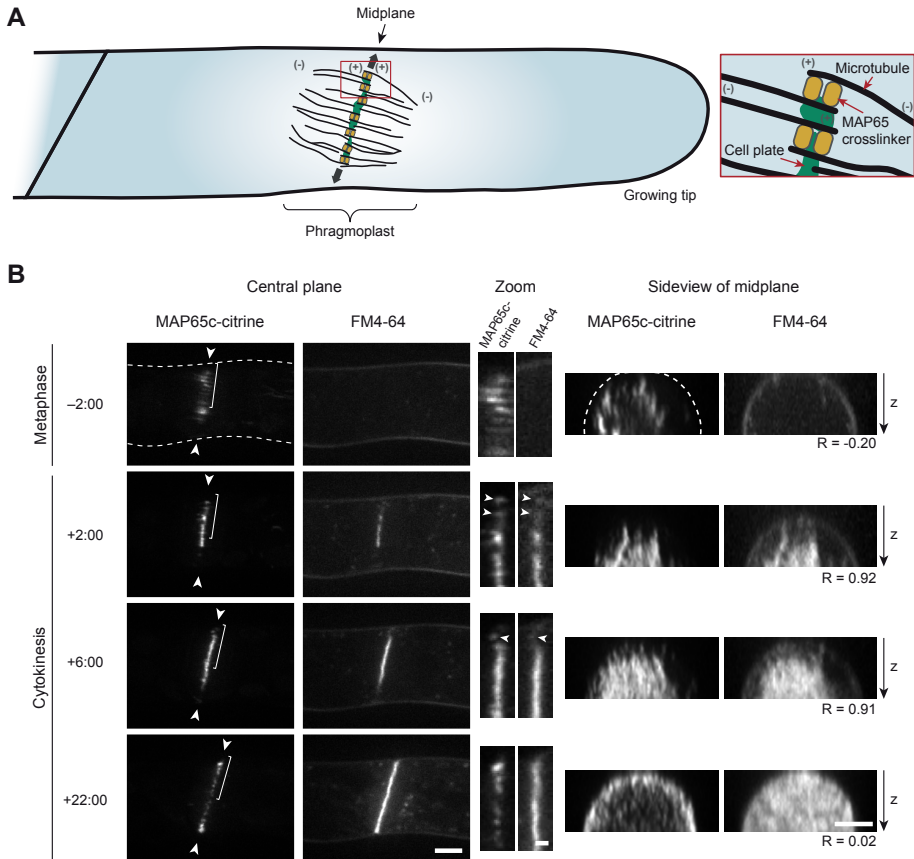 A
Midplane
(-)
(+)
(+)
(-)
Phragmoplast
Growing tip
(+)
Microtubule
(-)
(-)
MAP65
crosslinker
Cell plate
B
Central plane
Zoom
Sideview of midplane
MAP65c-citrine
FM4-64
MAP65c-
citrine
FM4-64
MAP65c-citrine
FM4-64
Metaphase
–2:00
z
R = -0.20
Cytokinesis
+2:00
z
R = 0.92
+6:00
z
R = 0.91
+22:00
z
R = 0.02